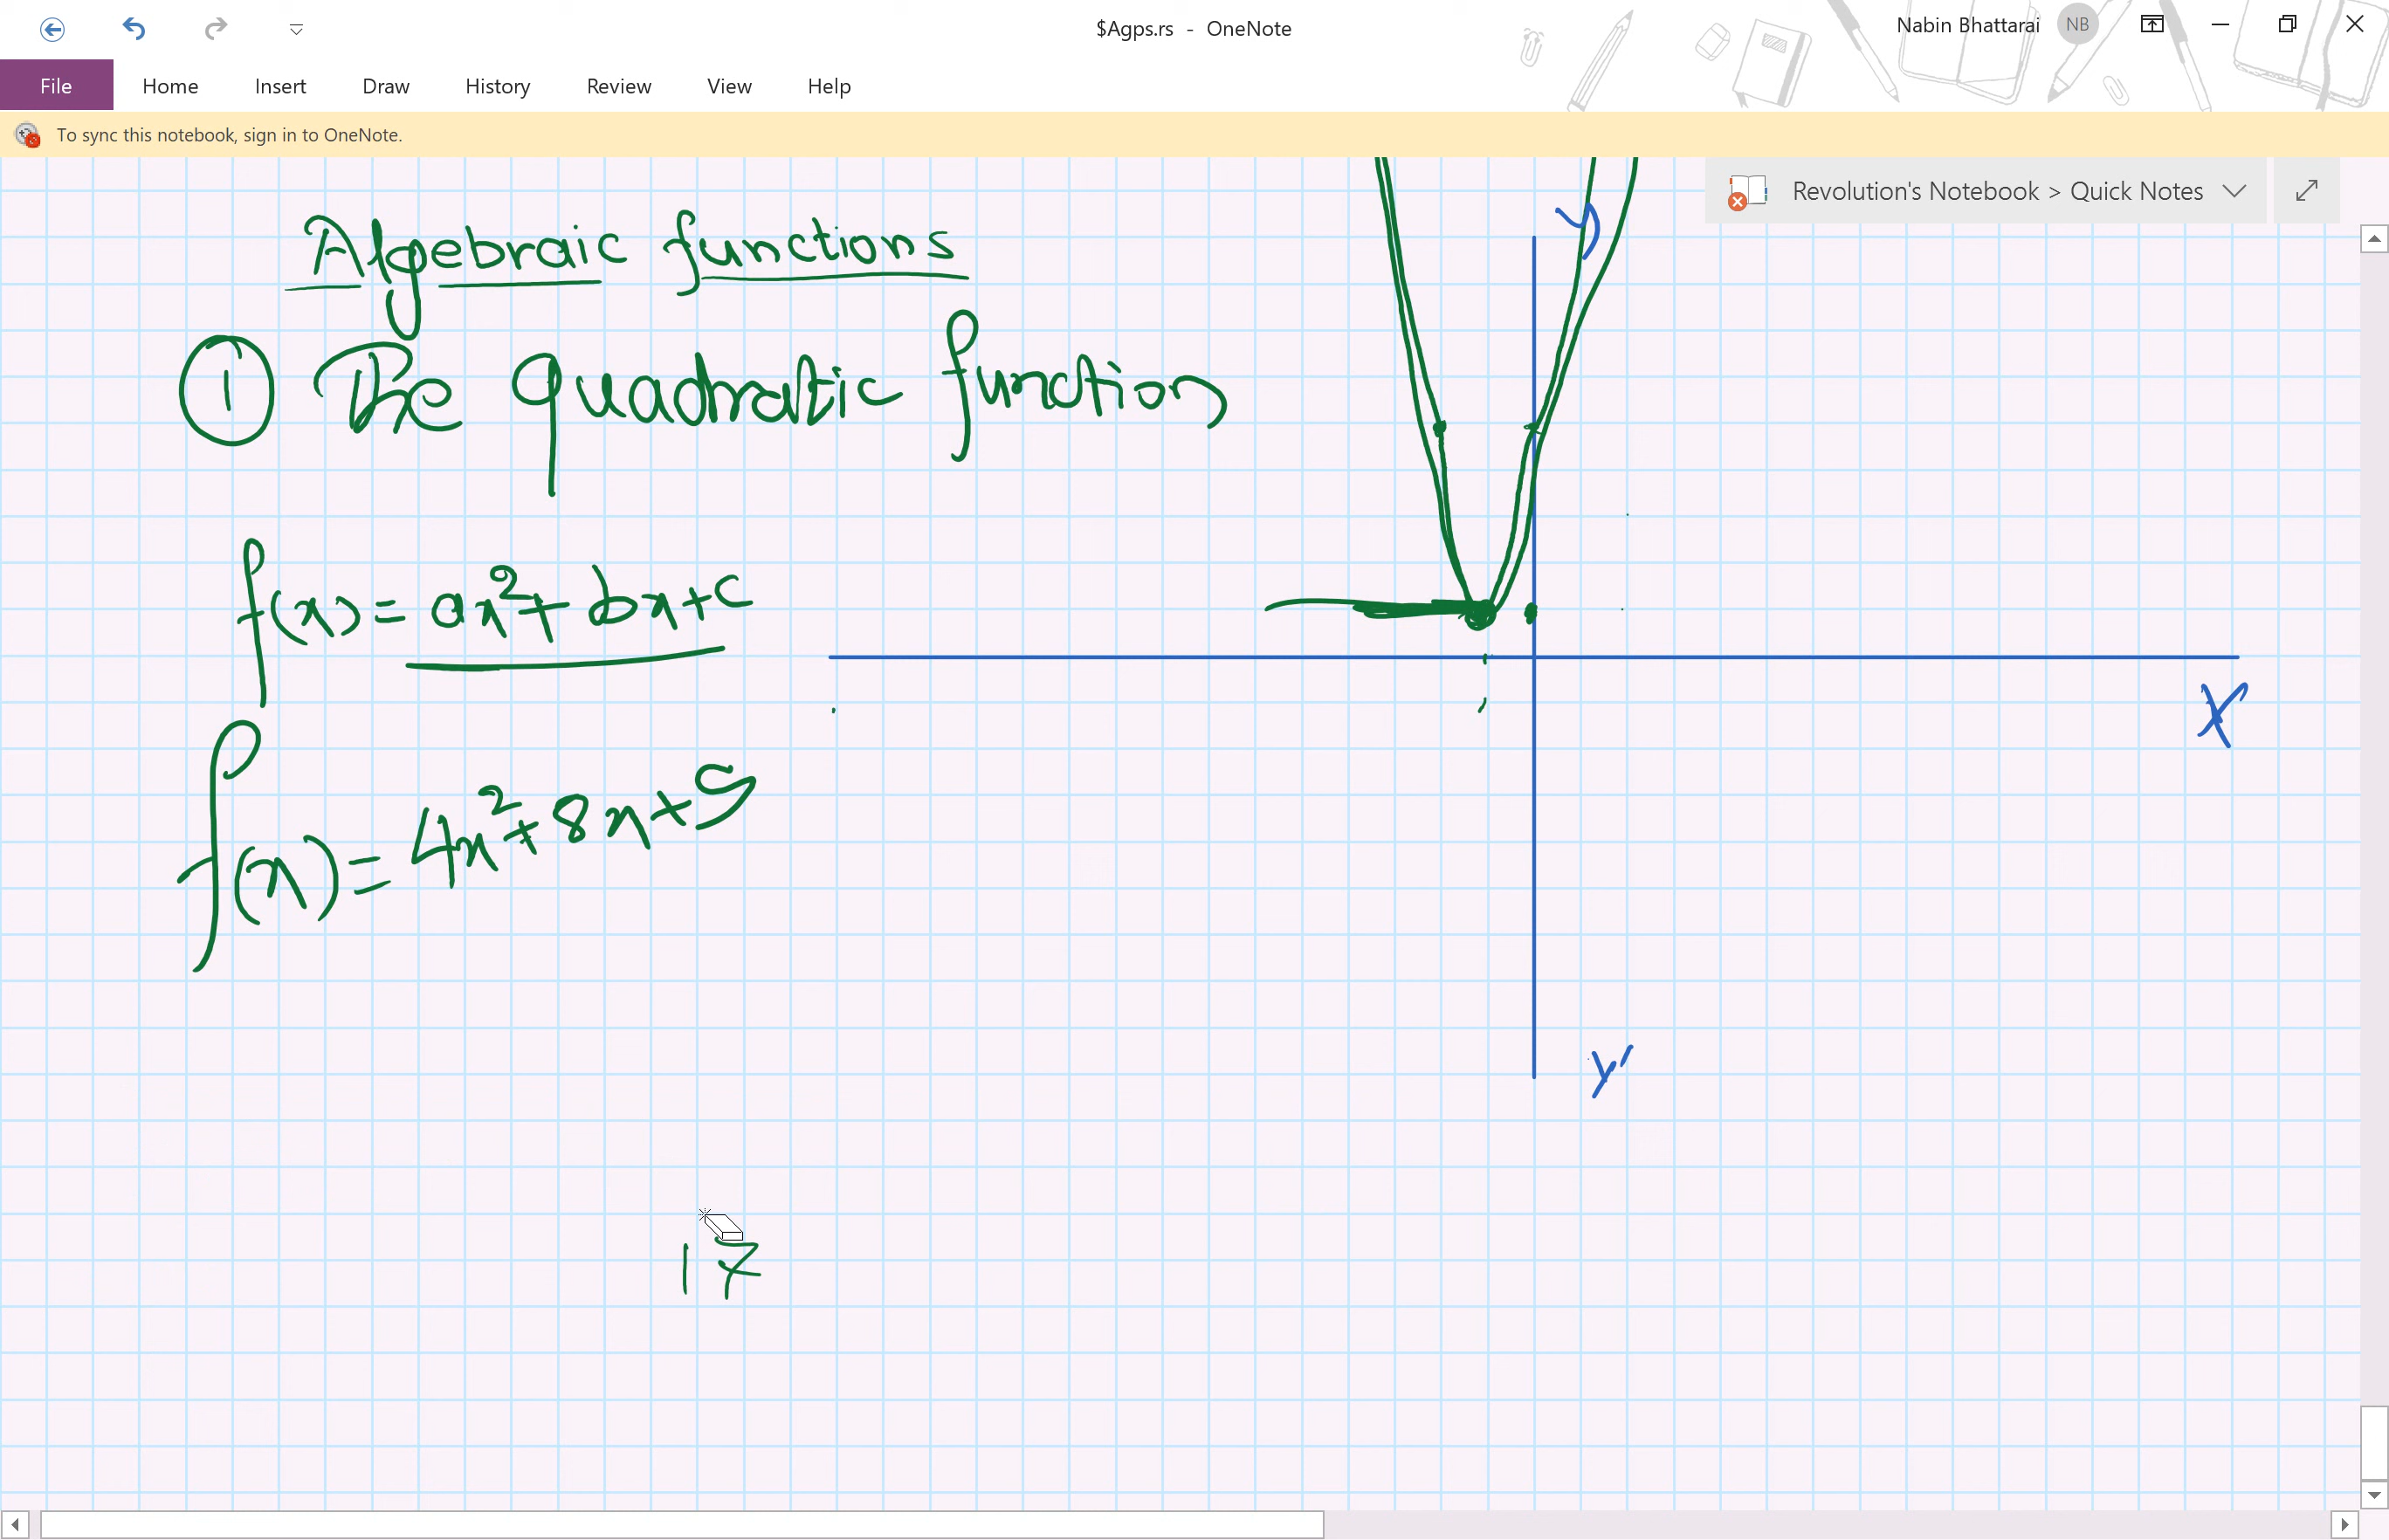 $Agps.rs - OneNote
Nabin Bhattarai NB
File Home Insert Draw History Review View Help
To sync this notebook, sign in to OneNote.
Revolution's Notebook > Quick Notes
Algebraic functions
① The quadratic function
y
f(x) = ax²+ bx+c
X
f(x) = 4x²+8x+5
y'
17